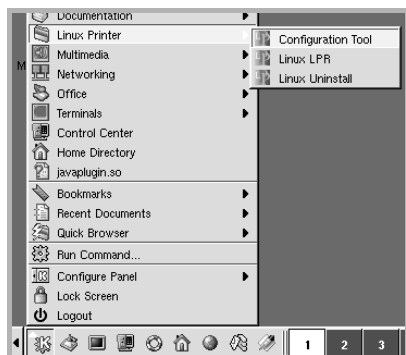 Documentation
Linux Printer
Configuration Tool
M
Multimedia
Linux LPR
Networking
Linux Uninstall
Office
Terminals
Control Center
Home Directory
javaplugin.so
Bookmarks
Recent Documents
Quick Browser
Run Command...
Configure Panel
Lock Screen
Logout
1 2 3